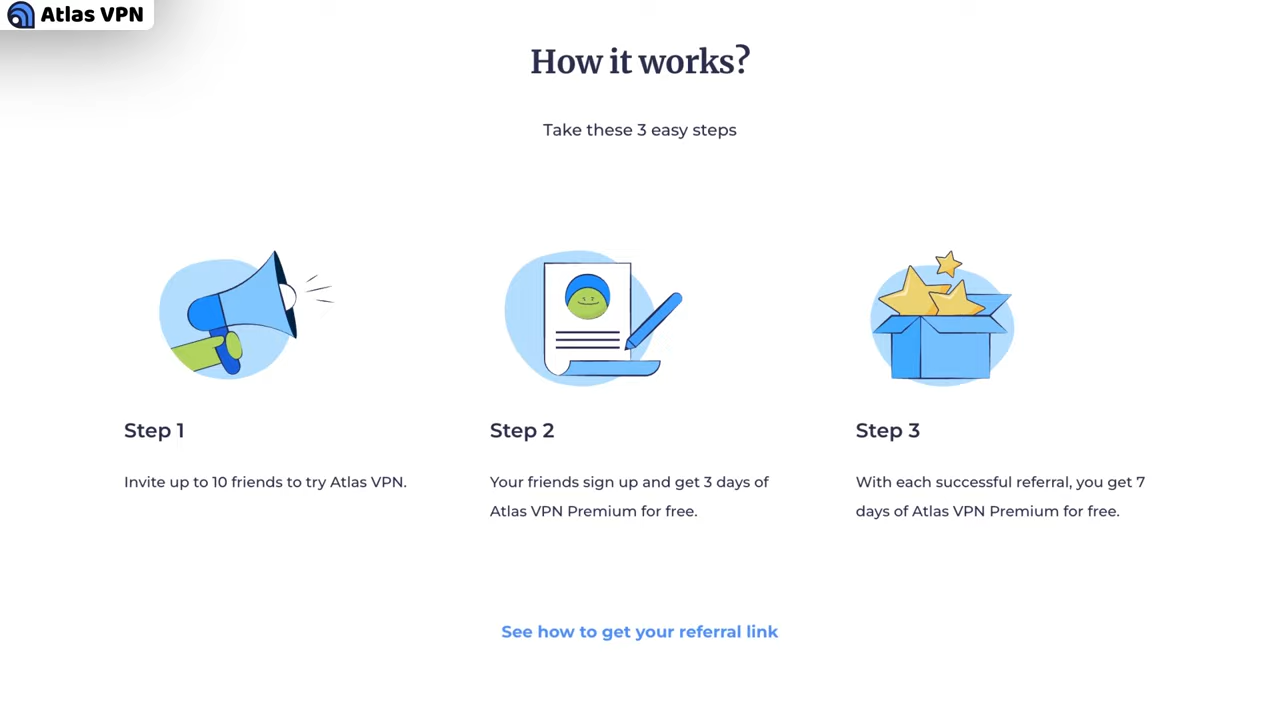 Atlas VPN
How it works?
Take these 3 easy steps
Step 1
Invite up to 10 friends to try Atlas VPN.
Step 2
Your friends sign up and get 3 days of
Atlas VPN Premium for free.
Step 3
With each successful referral, you get 7
days of Atlas VPN Premium for free.
See how to get your referral link